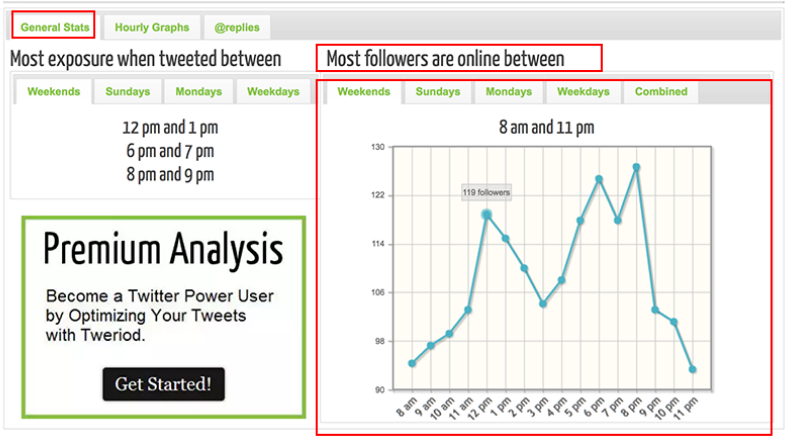 General Stats
Hourly Graphs
@replies
Most exposure when tweeted between
Weekends
Sundays
Mondays
Weekdays
12 pm and 1 pm
6 pm and 7 pm
8 pm and 9 pm
Premium Analysis
Become a Twitter Power User
by Optimizing Your Tweets
with Tweriod.
Get Started!
Most followers are online between
Weekends
Sundays
Mondays
Weekdays
Combined
8 am and 11 pm
130
122
114
106
98
90
119 followers
8 am
9 am
10 am
11 am
12 pm
1 pm
2 pm
3 pm
4 pm
5 pm
6 pm
7 pm
8 pm
9 pm
10 pm
11 pm